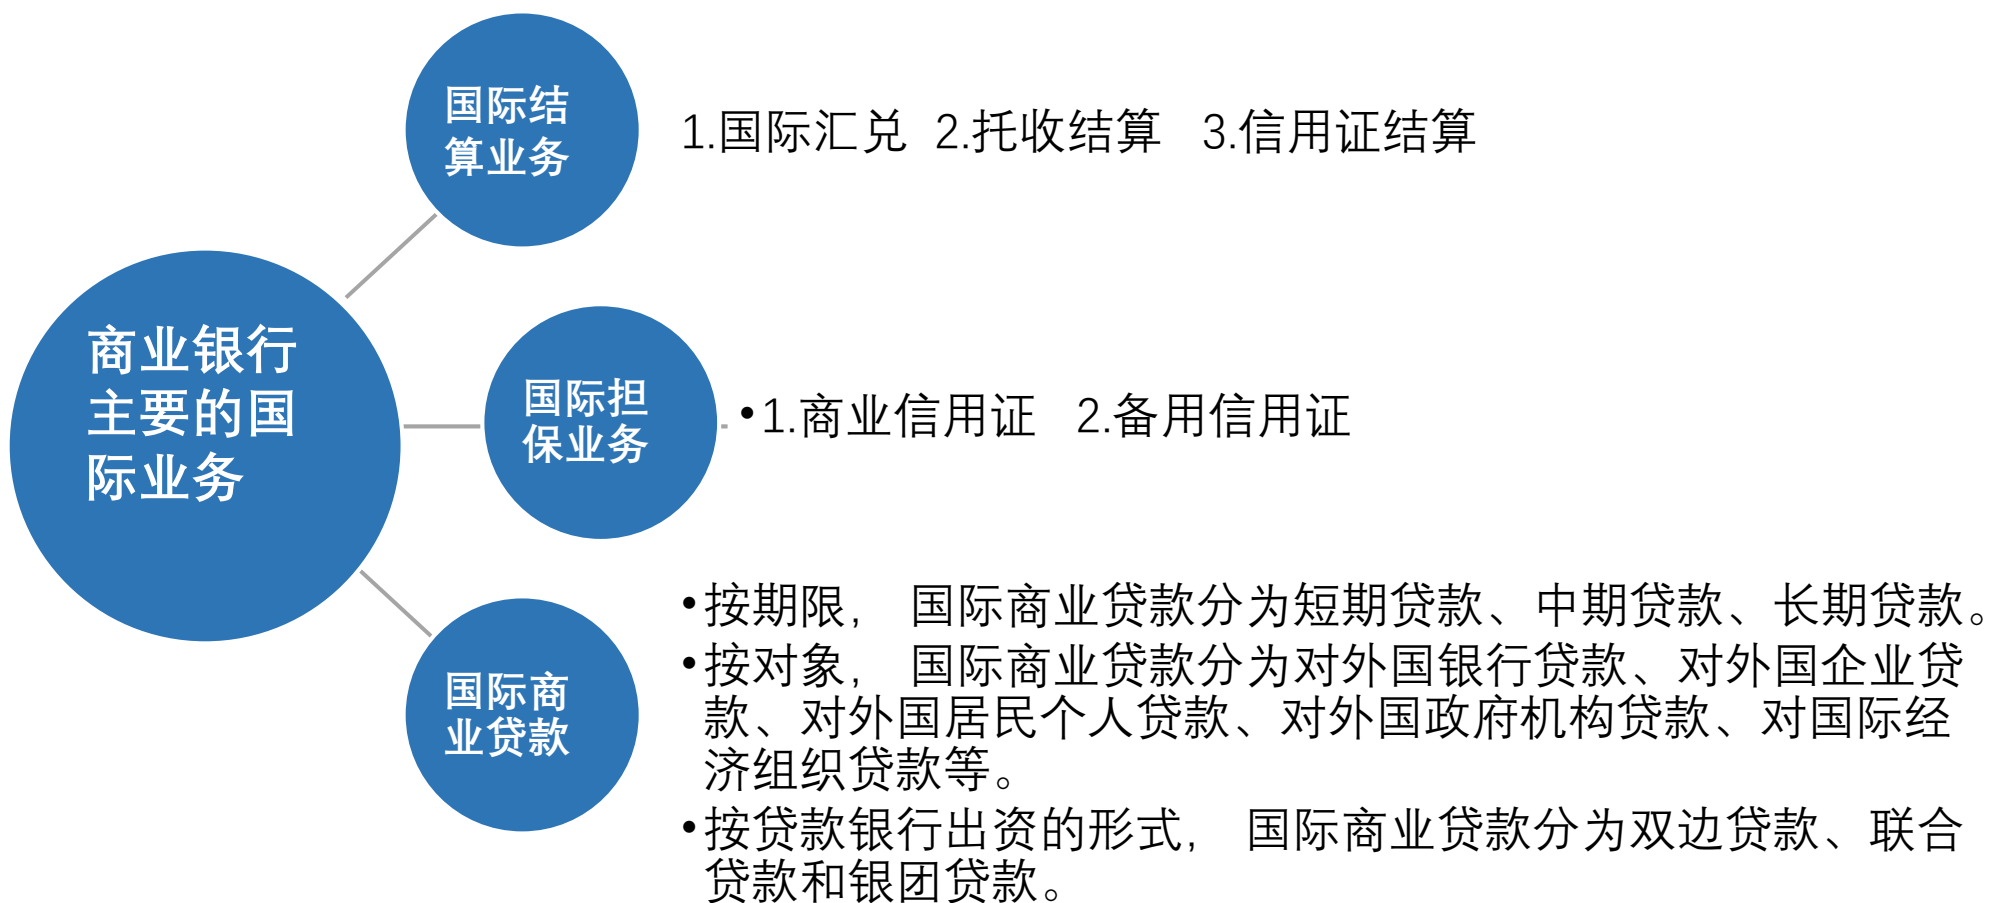 国际结
算业务
1.国际汇兑 2.托收结算 3.信用证结算
商业银行
主要的国
际业务
国际担
保业务
•1.商业信用证 2.备用信用证
国际商
业贷款
•按期限， 国际商业贷款分为短期贷款、中期贷款、长期贷款。
•按对象， 国际商业贷款分为对外国银行贷款、对外国企业贷
款、对外国居民个人贷款、对外国政府机构贷款、对国际经
济组织贷款等。
•按贷款银行出资的形式， 国际商业贷款分为双边贷款、联合
贷款和银团贷款。